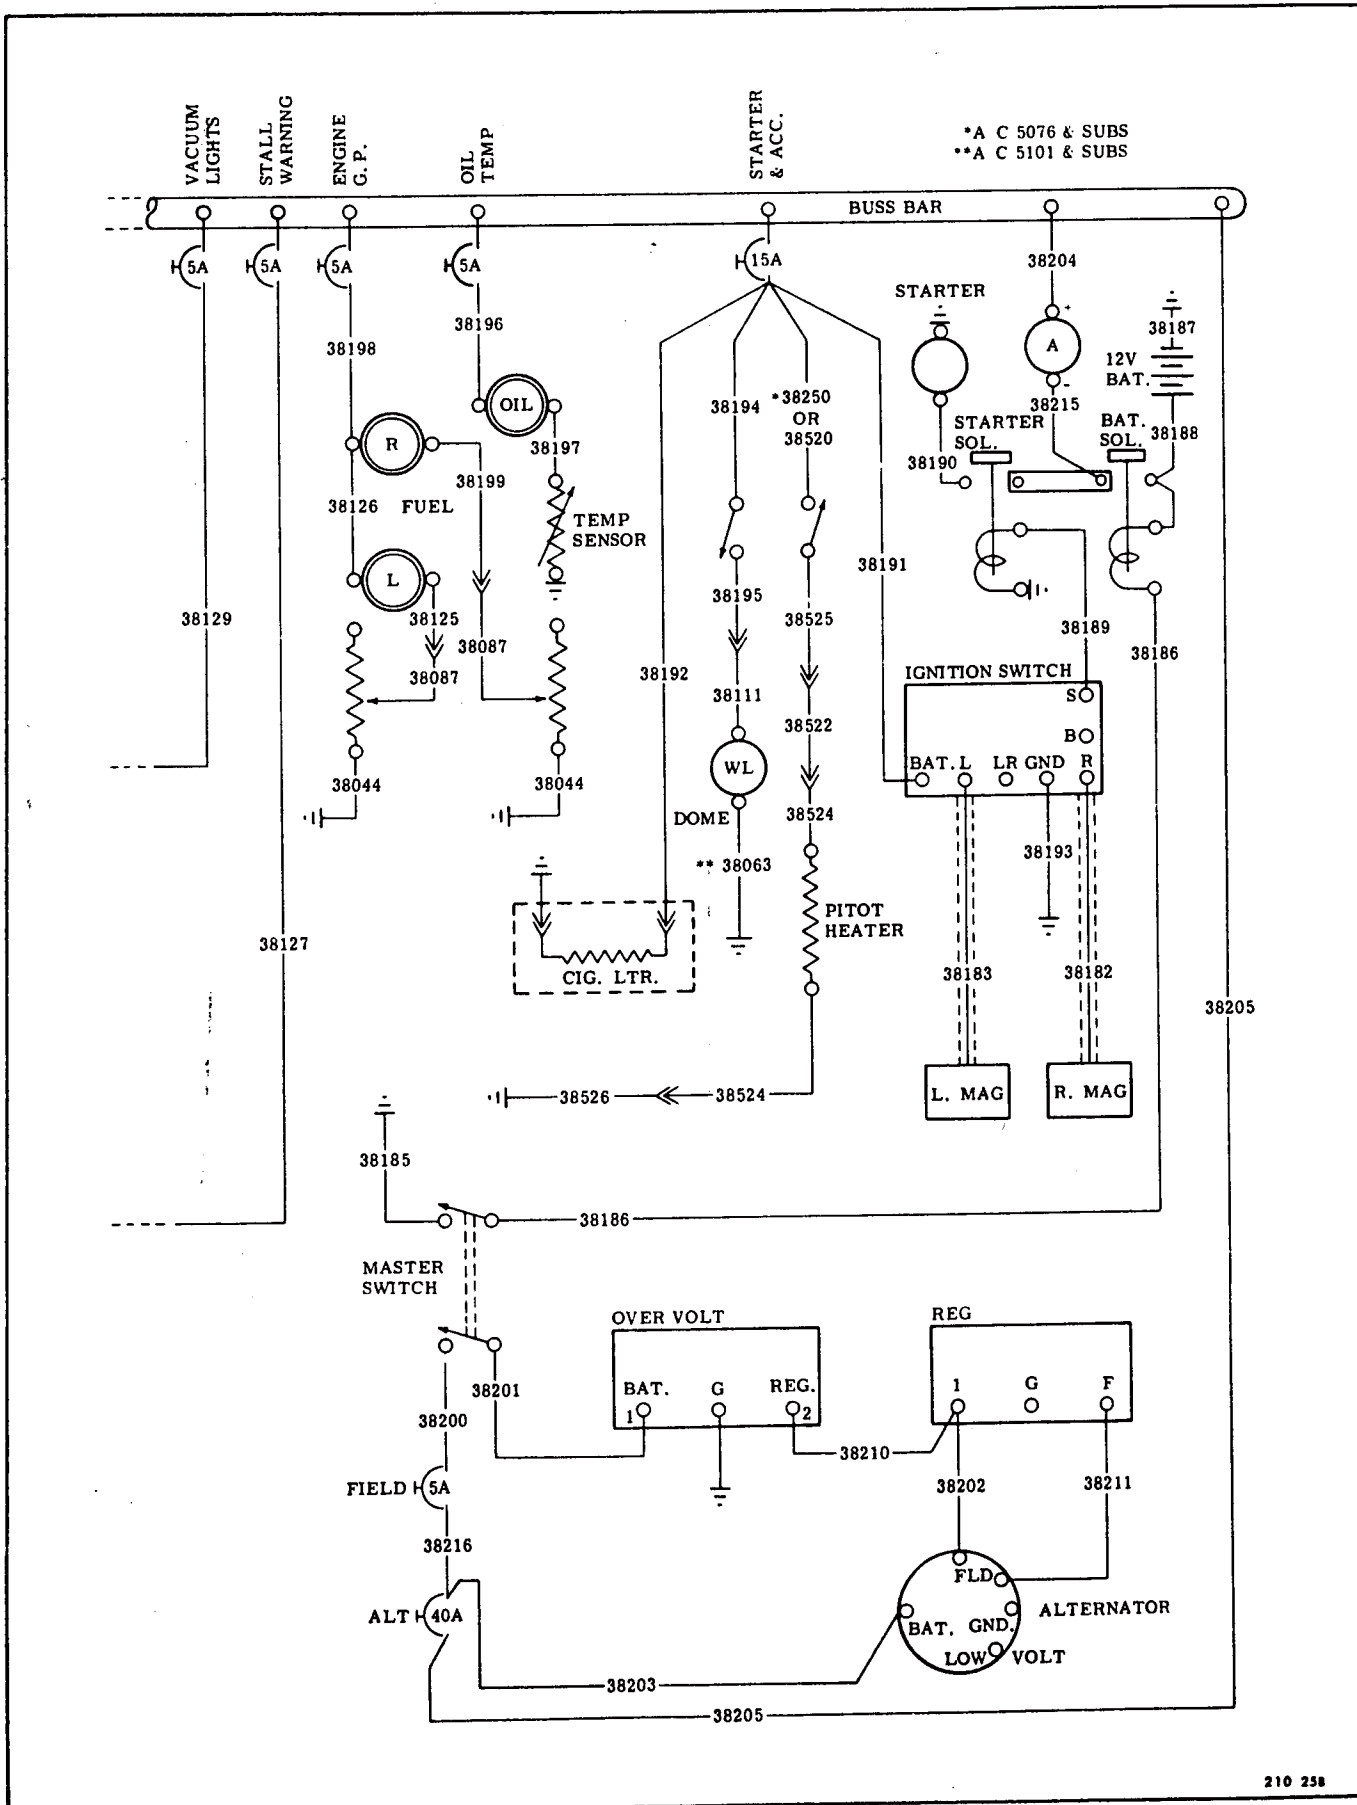 VACUUM
LIGHTS
STALL
WARNING
ENGINE
G.P.
OIL
TEMP
STARTER
& ACC.
*A C 5076 & SUBS
**A C 5101 & SUBS
BUSS BAR
5A
5A
5A
5A
15A
38204
STARTER
38187
+
A
-
12V
BAT.
38196
38198
38215
OIL
38194
*38250
OR
38520
STARTER
SOL.
BAT.
SOL.
38188
R
38197
38190
38199
38126
FUEL
TEMP
SENSOR
L
38191
38195
38125
38129
38525
38087
38189
38186
38087
38192
IGNITION SWITCH
S
38111
38522
B
BAT.
L
LR
GND
R
WL
38044
38044
DOME
38524
** 38063
38193
PITOT
HEATER
38127
CIG. LTR.
38183
38182
38205
L. MAG
R. MAG
38526
38524
38185
38186
MASTER
SWITCH
OVER VOLT
REG
BAT.
G
REG.
1
2
1
G
F
38201
38200
38210
FIELD
5A
38202
38211
38216
FLD
ALT
40A
BAT.
GND.
ALTERNATOR
LOW
VOLT
38203
38205
210 258